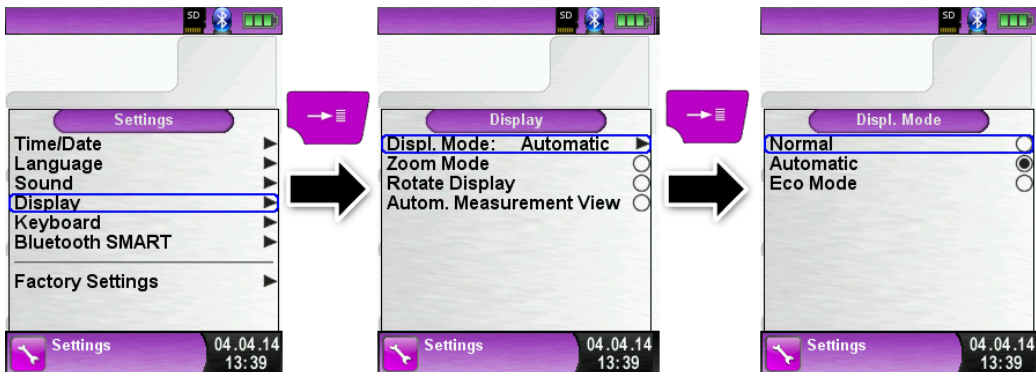 SD
Settings
Time/Date
Language
Sound
Display
Keyboard
Bluetooth SMART
Factory Settings
Settings
04.04.14
13:39
SD
Display
Displ. Mode: Automatic
Zoom Mode
Rotate Display
Autom. Measurement View
Settings
04.04.14
13:39
SD
Displ. Mode
Normal
Automatic
Eco Mode
Settings
04.04.14
13:39